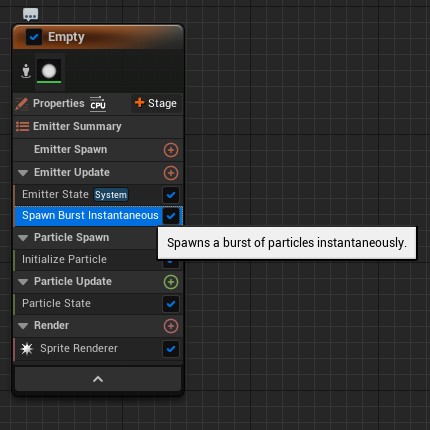 Empty
Properties CPU Stage
Emitter Summary
Emitter Spawn
Emitter Update
Emitter State System
Spawn Burst Instantaneous
Particle Spawn
Spawns a burst of particles instantaneously.
Initialize Particle
Particle Update
Particle State
Render
Sprite Renderer